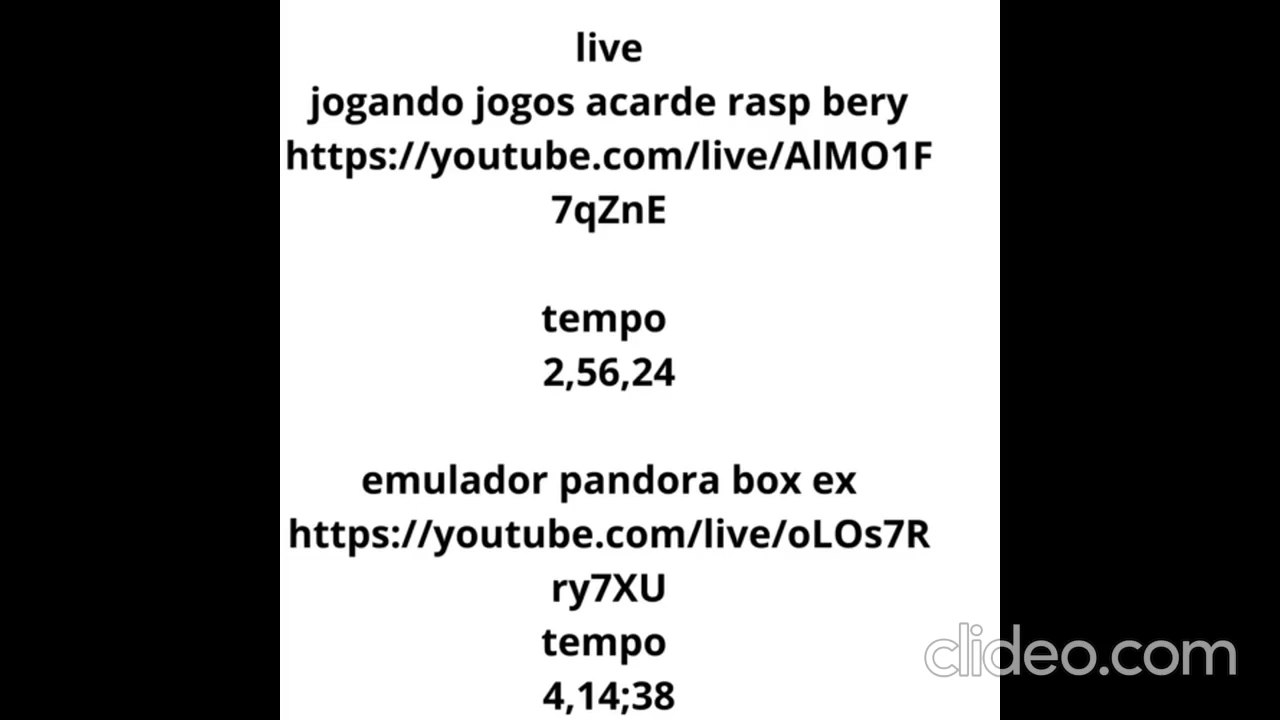 live
jogando jogos acarde rasp bery
https://youtube.com/live/AlMO1F
7qZnE
tempo
2,56,24
emulador pandora box ex
https://youtube.com/live/oLOs7R
ry7XU
tempo
4,14;38
clideo.com